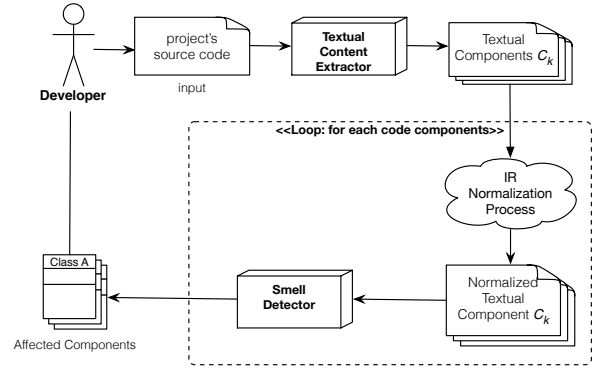 project's
source code
input
Textual
Content
Extractor
Textual
Components Ck
Developer
<<Loop: for each code components>>
IR
Normalization
Process
Normalized
Textual
Component Ck
Smell
Detector
Class A
Affected Components